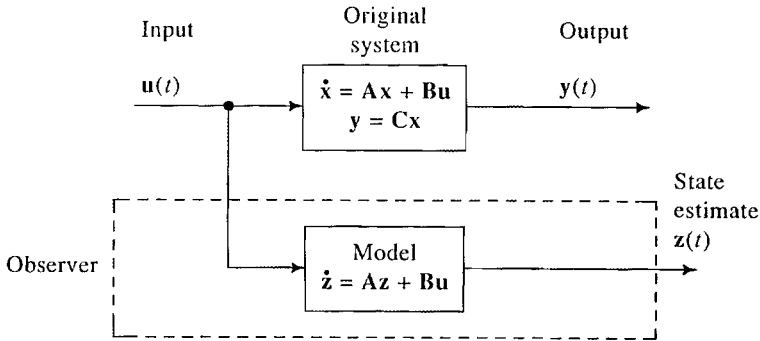 Input
Original
system
Output
u(t)
ẋ = Ax + Bu
y = Cx
y(t)
State
estimate
z(t)
Observer
Model
ż = Az + Bu